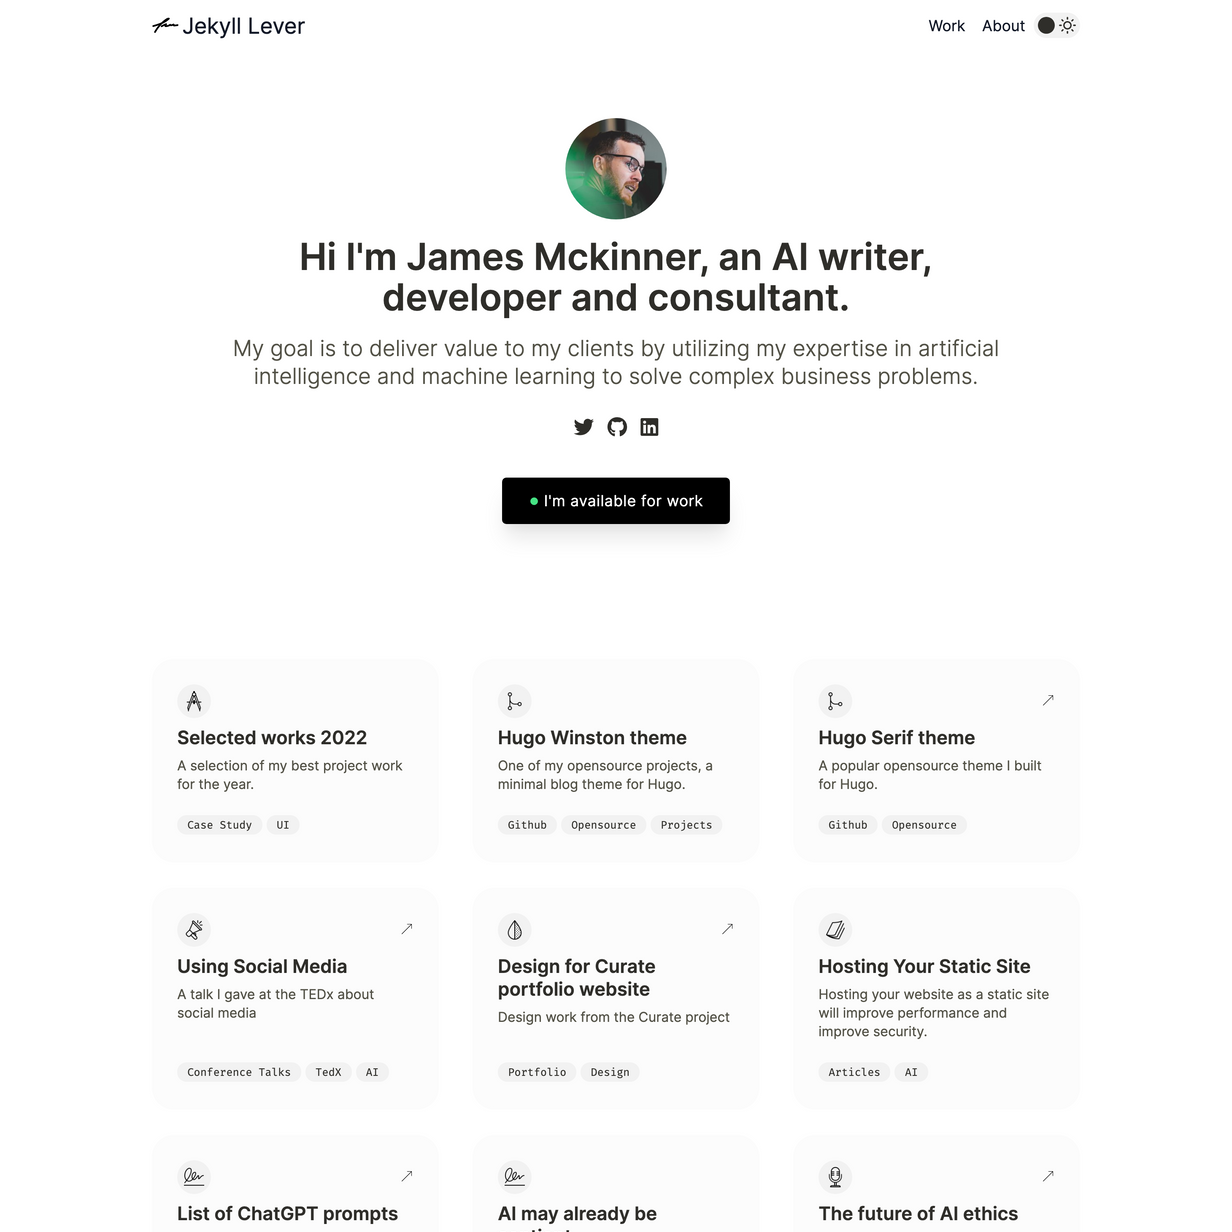 Jekyll Lever
Work About
Hi I'm James Mckinner, an AI writer,
developer and consultant.
My goal is to deliver value to my clients by utilizing my expertise in artificial
intelligence and machine learning to solve complex business problems.
I'm available for work
Selected works 2022
A selection of my best project work
for the year.
Case Study UI
Hugo Winston theme
One of my opensource projects, a
minimal blog theme for Hugo.
Github Opensource Projects
Hugo Serif theme
A popular opensource theme I built
for Hugo.
Github Opensource
Using Social Media
A talk I gave at the TEDx about
social media
Conference Talks TedX AI
Design for Curate
portfolio website
Design work from the Curate project
Portfolio Design
Hosting Your Static Site
Hosting your website as a static site
will improve performance and
improve security.
Articles AI
List of ChatGPT prompts
AI may already be
The future of AI ethics